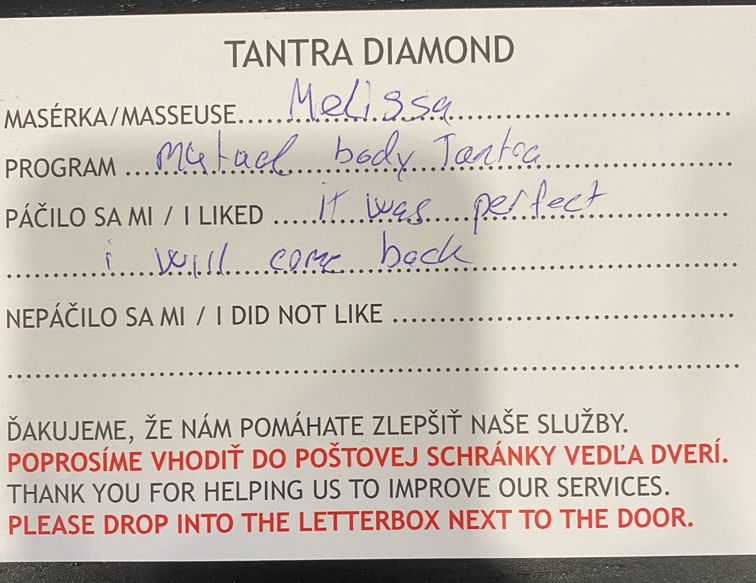 TANTRA DIAMOND
MASÉRKA/MASSEUSE.... Melissa
PROGRAM ... Mutual body Tantra
PÁČILO SA MI / I LIKED .... it was perfect
i will come back
NEPÁČILO SA MI / I DID NOT LIKE ....
ĎAKUJEME, ŽE NÁM POMÁHATE ZLEPŠIŤ NAŠE SLUŽBY.
POPROSÍME VHODIŤ DO POŠTOVEJ SCHRÁNKY VEDĽA DVERÍ.
THANK YOU FOR HELPING US TO IMPROVE OUR SERVICES.
PLEASE DROP INTO THE LETTERBOX NEXT TO THE DOOR.